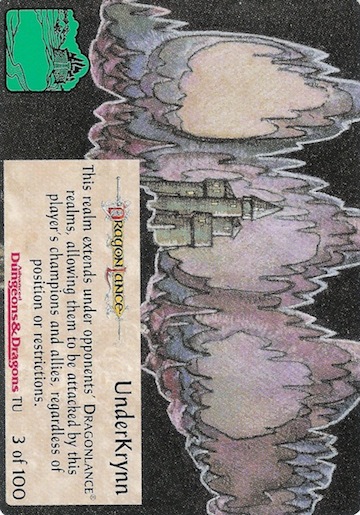 UnderKrynn
DragonLance
This realm extends under opponents' DRAGONLANCE®
realms, allowing them to be attacked by this
player's champions and allies, regardless of
position or restrictions.
Advanced
Dungeons&Dragons TU 3 of 100